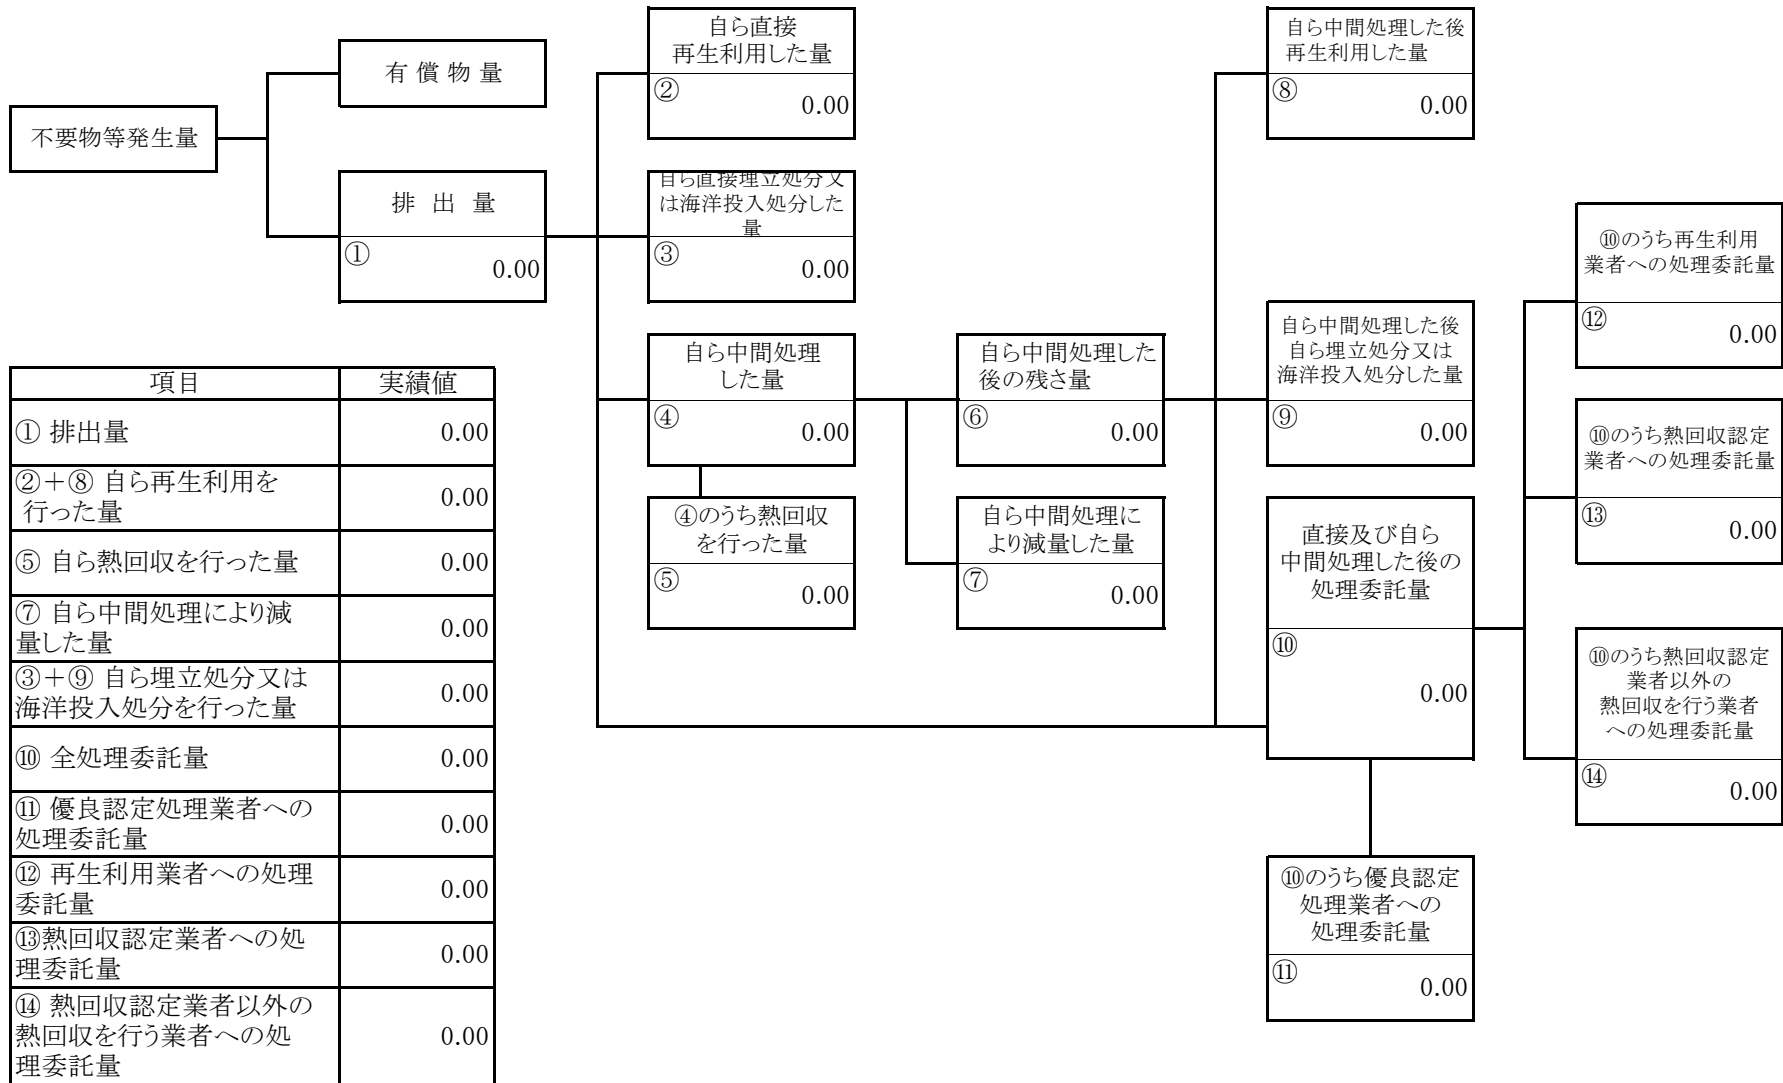 不要物等発生量
有償物量
排出量
①
0.00
自ら直接
再生利用した量
②
0.00
自ら直接埋立処分又
は海洋投入処分した
量
③
0.00
自ら中間処理
した量
④
0.00
④のうち熱回収
を行った量
⑤
0.00
自ら中間処理した
後の残さ量
⑥
0.00
自ら中間処理に
より減量した量
⑦
0.00
自ら中間処理した後
再生利用した量
⑧
0.00
自ら中間処理した後
自ら埋立処分又は
海洋投入処分した量
⑨
0.00
直接及び自ら
中間処理した後の
処理委託量
⑩
0.00
⑩のうち優良認定
処理業者への
処理委託量
⑪
0.00
⑩のうち再生利用
業者への処理委託量
⑫
0.00
⑩のうち熱回収認定
業者への処理委託量
⑬
0.00
⑩のうち熱回収認定
業者以外の
熱回収を行う業者
への処理委託量
⑭
0.00
項目 実績値
① 排出量 0.00
②+⑧ 自ら再生利用を
行った量 0.00
⑤ 自ら熱回収を行った量 0.00
⑦ 自ら中間処理により減
量した量 0.00
③+⑨ 自ら埋立処分又は
海洋投入処分を行った量 0.00
⑩ 全処理委託量 0.00
⑪ 優良認定処理業者への
処理委託量 0.00
⑫ 再生利用業者への処理
委託量 0.00
⑬熱回収認定業者への処
理委託量 0.00
⑭ 熱回収認定業者以外の
熱回収を行う業者への処 0.00
理委託量